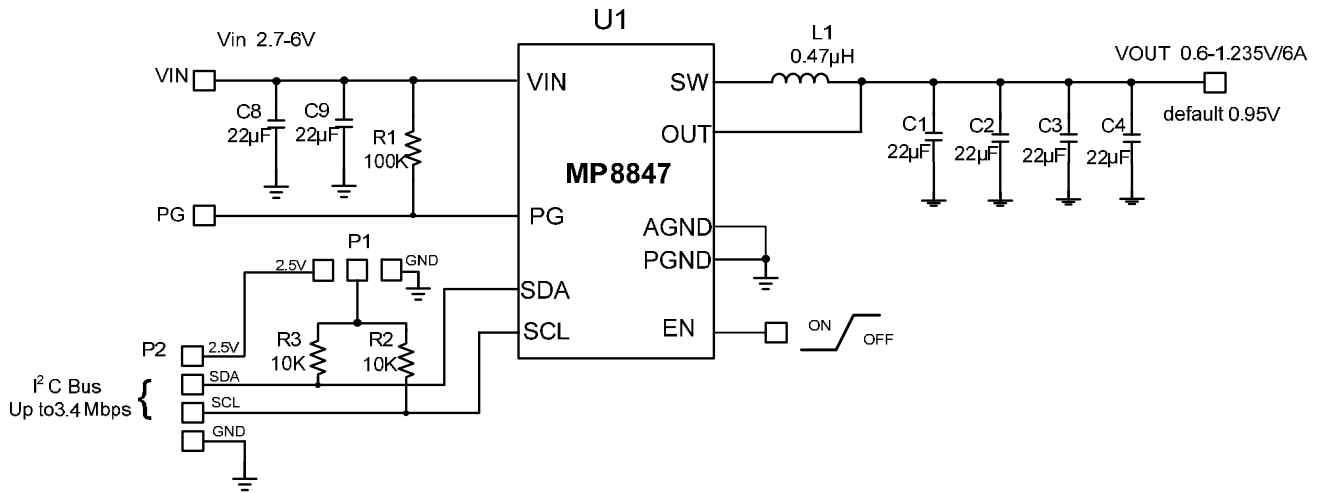 U1
Vin 2.7-6V
L1
0.47µH
VOUT 0.6-1.235V/6A
VIN
VIN
SW
C8
22µF
C9
22µF
R1
100K
default 0.95V
OUT
C1
22µF
C2
22µF
C3
22µF
C4
22µF
MP8847
PG
PG
AGND
PGND
P1
2.5V
GND
SDA
SCL
EN
ON
OFF
R3
10K
R2
10K
P2
2.5V
SDA
I² C Bus
Up to3.4 Mbps
{
SCL
GND